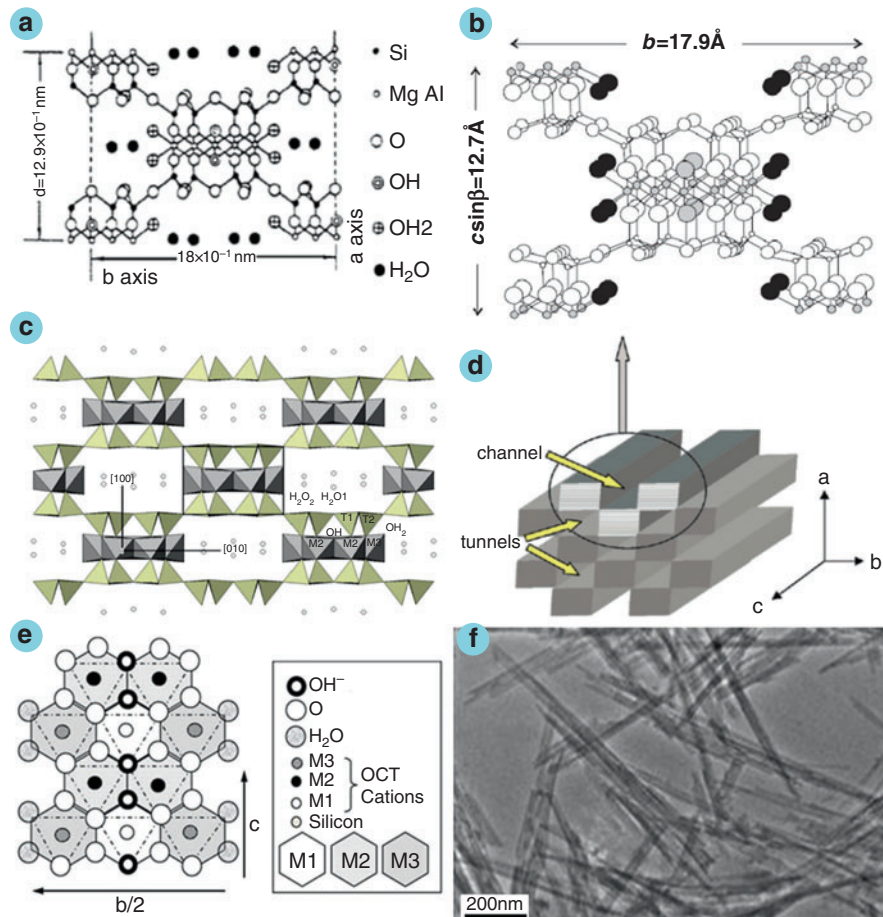 a
Si
Mg Al
O
OH
OH2
H₂O
d=12.9×10⁻¹ nm
18×10⁻¹ nm
b axis
a axis
b
b=17.9Å
csinβ=12.7Å
c
[100]
[010]
H₂O₂ H₂O1
T1 T2
OH
OH₂
M2 M2 M3
d
channel
tunnels
a
b
c
e
OH⁻
O
H₂O
M3
M2
M1
OCT
Cations
Silicon
M1 M2 M3
c
b/2
f
200nm